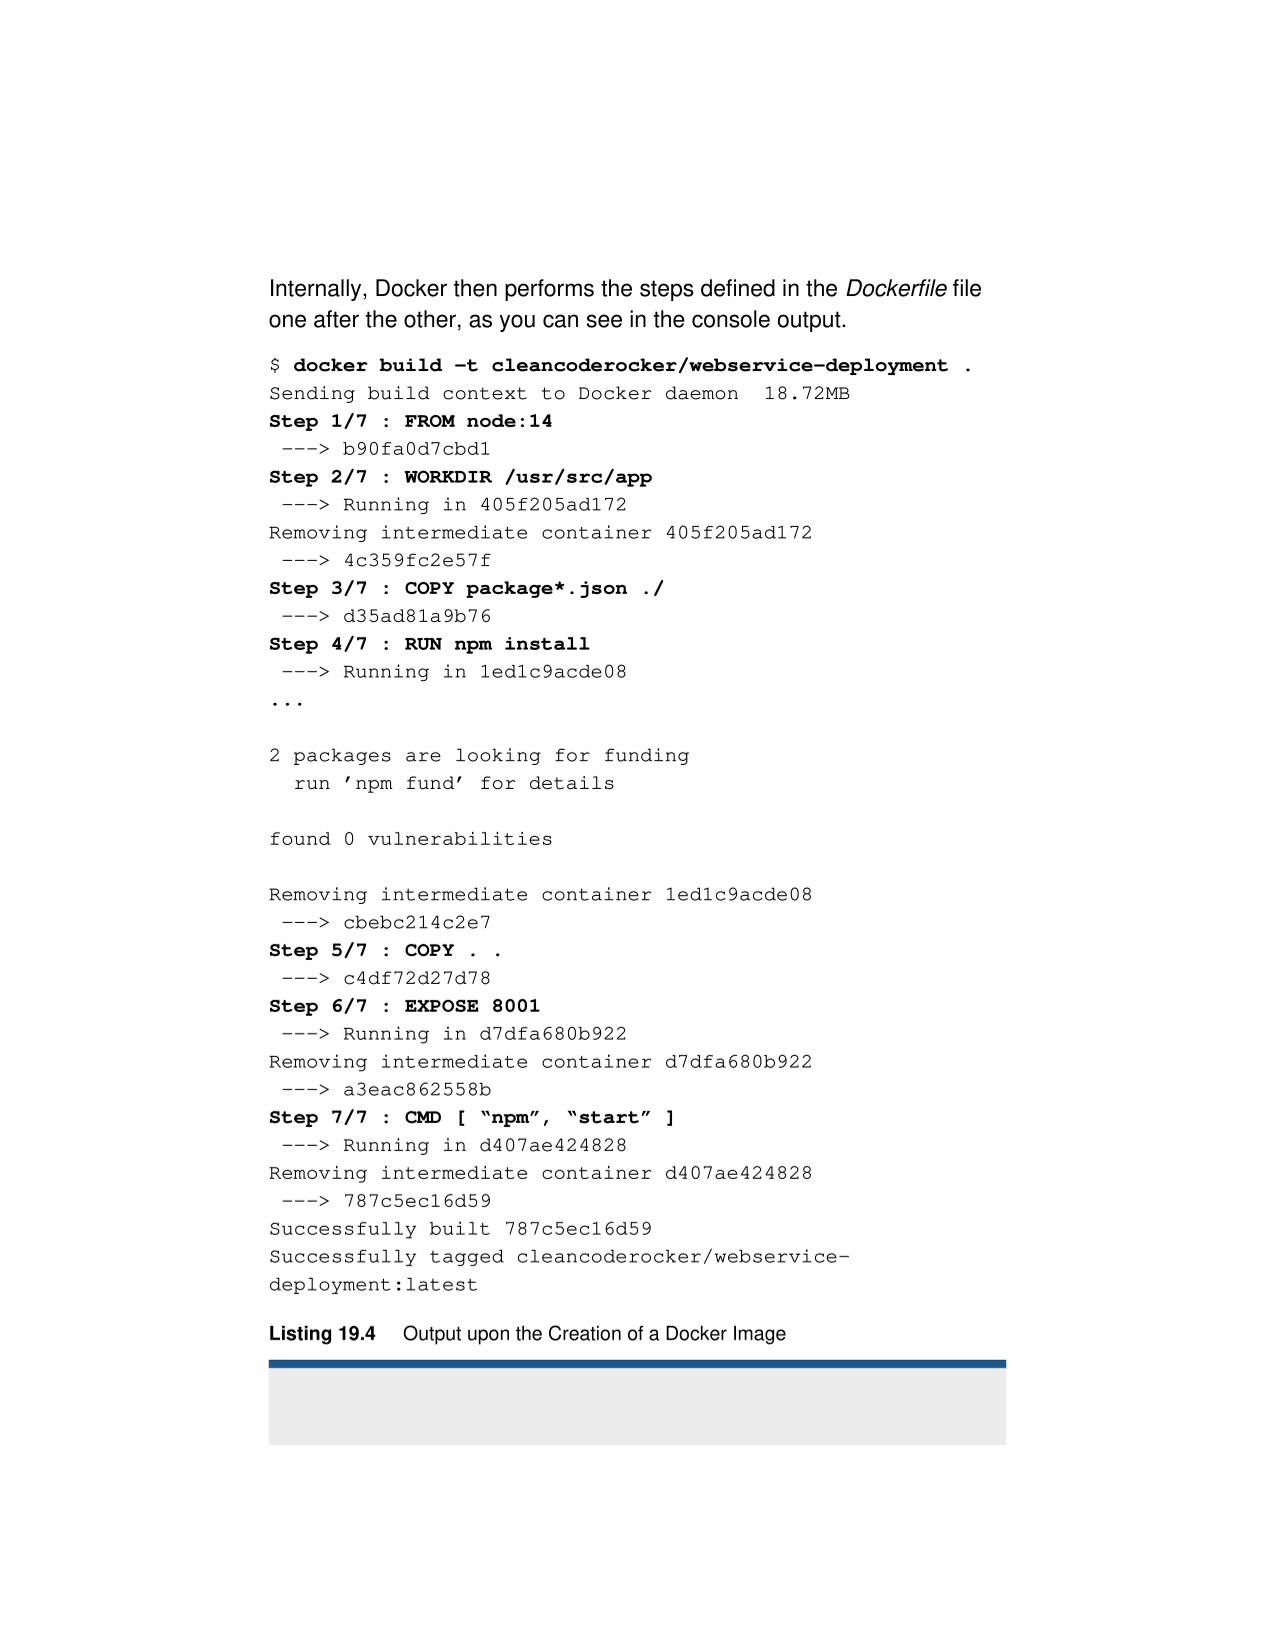 Internally, Docker then performs the steps defined in the Dockerfile file
one after the other, as you can see in the console output.
$ docker build -t cleancoderocker/webservice-deployment .
Sending build context to Docker daemon  18.72MB
Step 1/7 : FROM node:14
 ---> b90fa0d7cbd1
Step 2/7 : WORKDIR /usr/src/app
 ---> Running in 405f205ad172
Removing intermediate container 405f205ad172
 ---> 4c359fc2e57f
Step 3/7 : COPY package*.json ./
 ---> d35ad81a9b76
Step 4/7 : RUN npm install
 ---> Running in 1ed1c9acde08
...
2 packages are looking for funding
  run ’npm fund’ for details
found 0 vulnerabilities
Removing intermediate container 1ed1c9acde08
 ---> cbebc214c2e7
Step 5/7 : COPY . .
 ---> c4df72d27d78
Step 6/7 : EXPOSE 8001
 ---> Running in d7dfa680b922
Removing intermediate container d7dfa680b922
 ---> a3eac862558b
Step 7/7 : CMD [ “npm”, “start” ]
 ---> Running in d407ae424828
Removing intermediate container d407ae424828
 ---> 787c5ec16d59
Successfully built 787c5ec16d59
Successfully tagged cleancoderocker/webservice-
deployment:latest
Listing 19.4 Output upon the Creation of a Docker Image